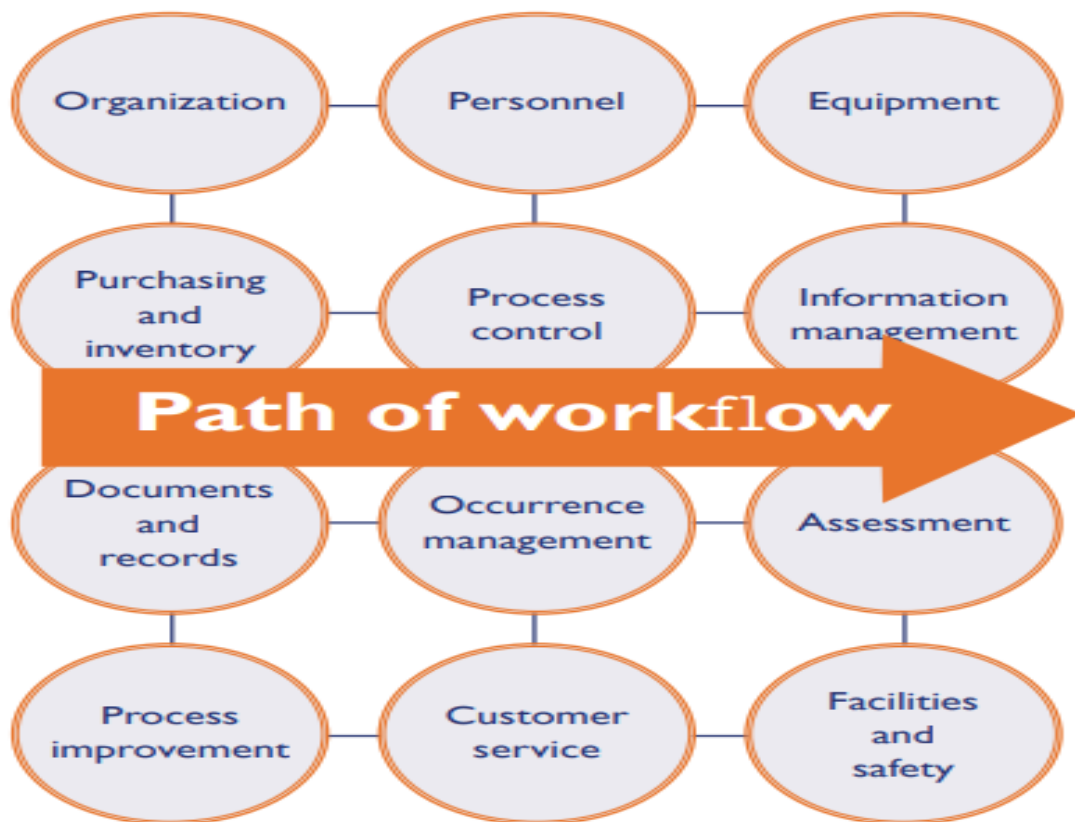 Organization
Personnel
Equipment
Purchasing
and
inventory
Process
control
Information
management
Path of workflow
Documents
and
records
Occurrence
management
Assessment
Process
improvement
Customer
service
Facilities
and
safety